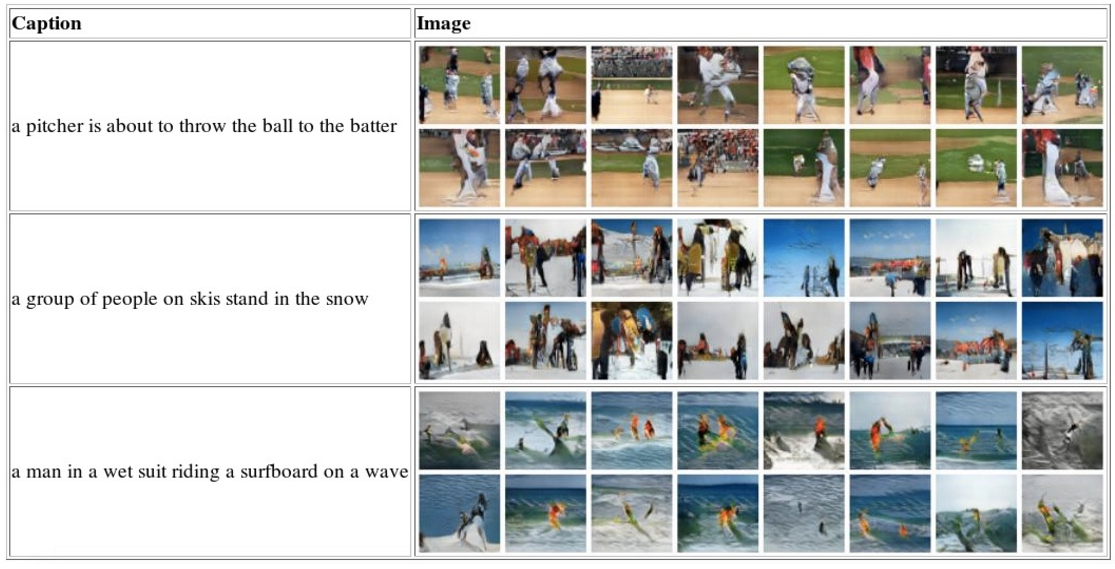 Caption
Image
a pitcher is about to throw the ball to the batter
a group of people on skis stand in the snow
a man in a wet suit riding a surfboard on a wave